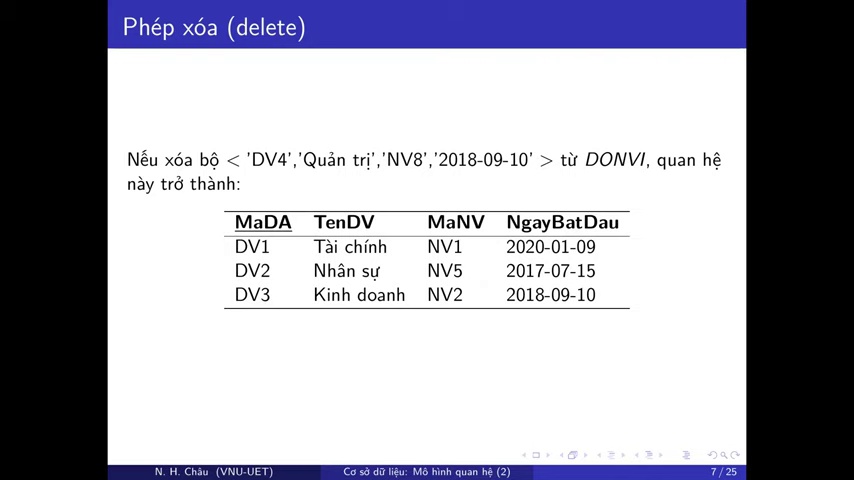 Phép xóa (delete)
Nếu xóa bộ < 'DV4','Quản trị','NV8','2018-09-10' > từ DONVI, quan hệ
này trở thành:
MaDA TenDV MaNV NgayBatDau
DV1 Tài chính NV1 2020-01-09
DV2 Nhân sự NV5 2017-07-15
DV3 Kinh doanh NV2 2018-09-10
N. H. Châu (VNU-UET) Cơ sở dữ liệu: Mô hình quan hệ (2) 7 / 25